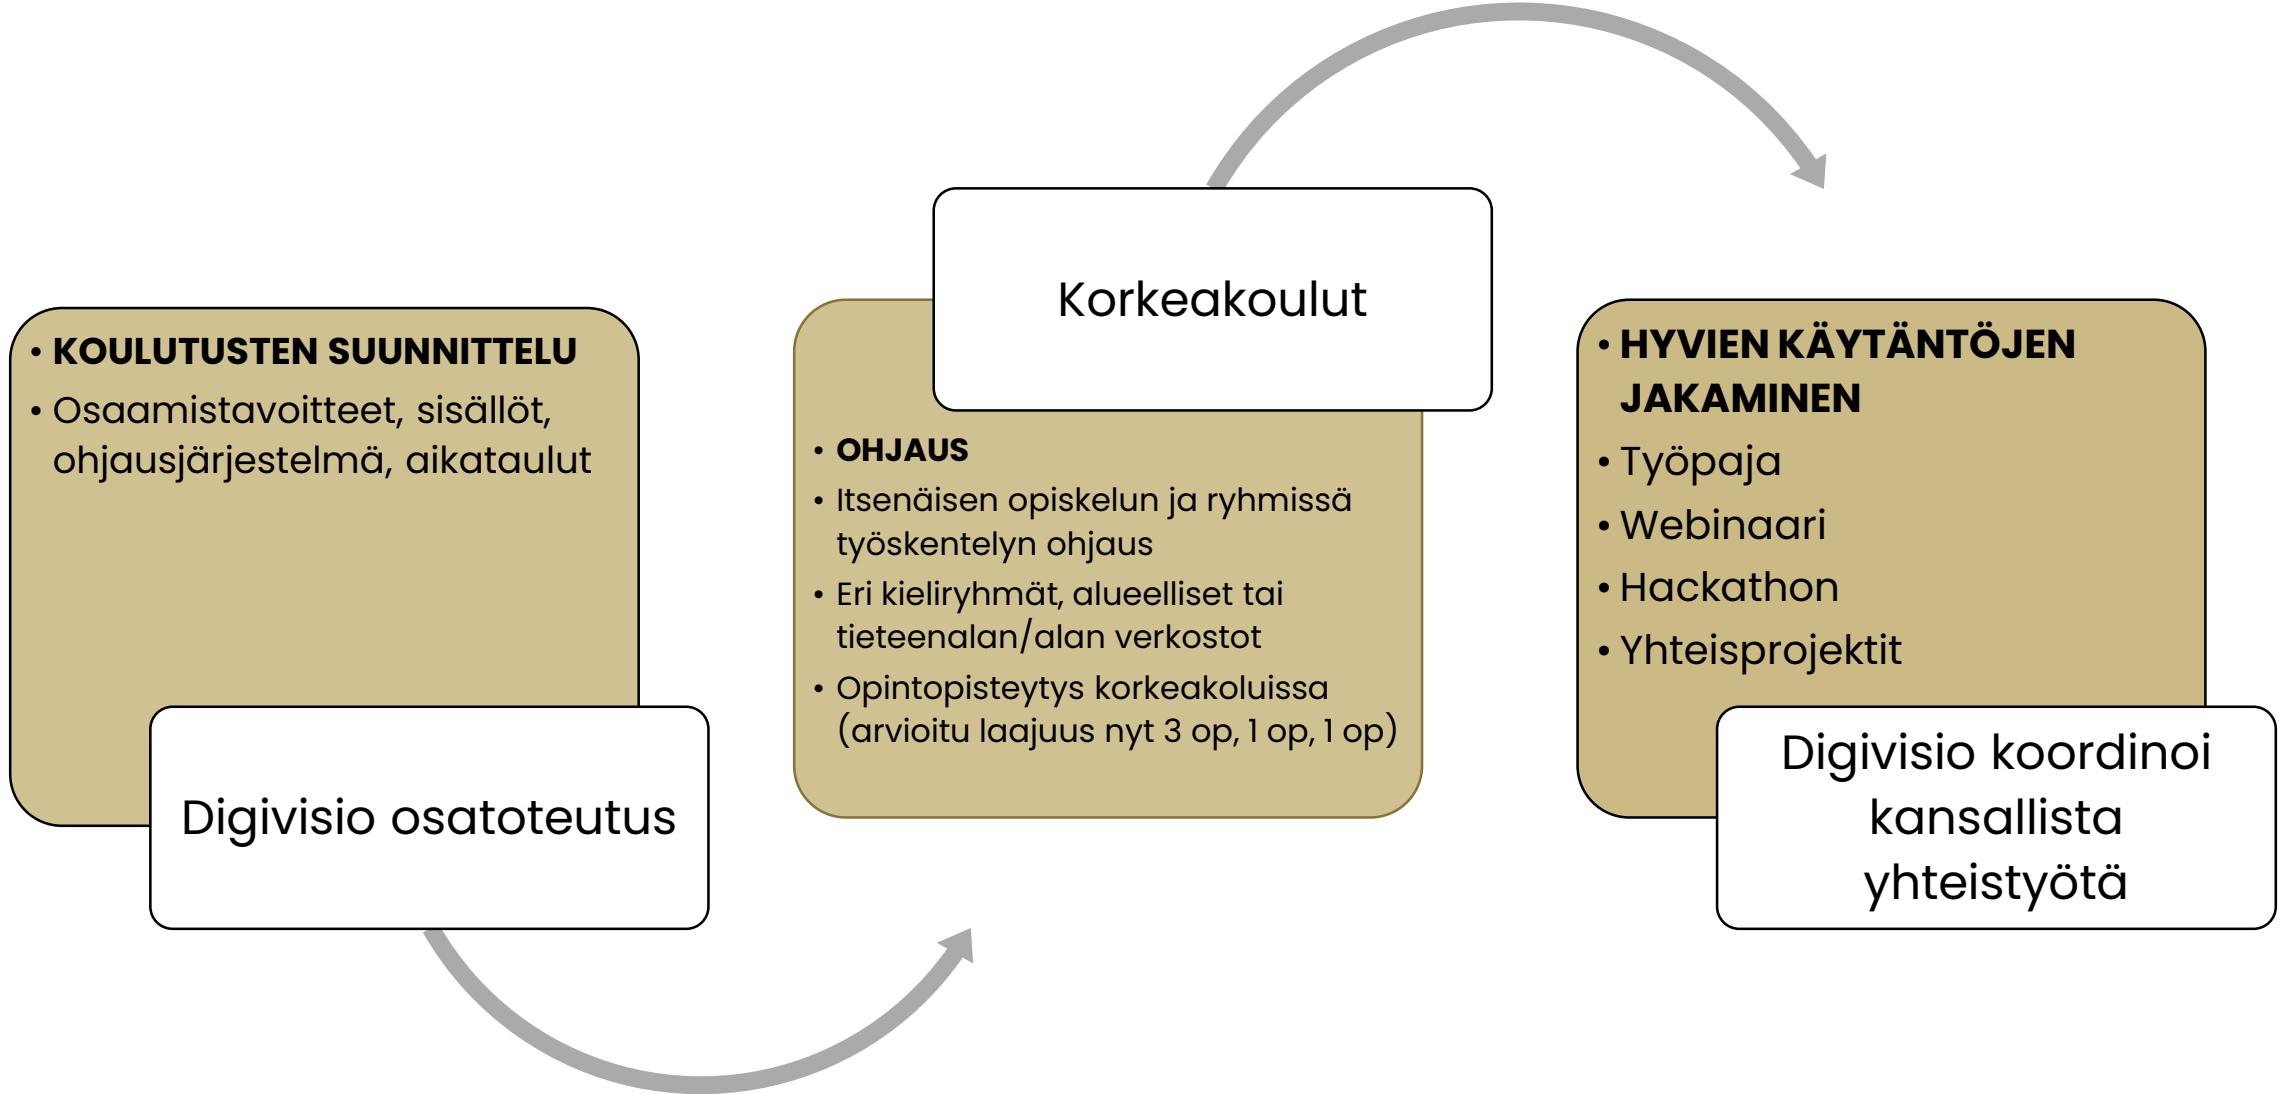 • KOULUTUSTEN SUUNNITTELU
• Osaamistavoitteet, sisällöt,
ohjausjärjestelmä, aikataulut
Digivisio osatoteutus
Korkeakoulut
• OHJAUS
• Itsenäisen opiskelun ja ryhmissä
työskentelyn ohjaus
• Eri kieliryhmät, alueelliset tai
tieteenalan/alan verkostot
• Opintopisteytys korkeakoluissa
(arvioitu laajuus nyt 3 op, 1 op, 1 op)
• HYVIEN KÄYTÄNTÖJEN
JAKAMINEN
• Työpaja
• Webinaari
• Hackathon
• Yhteisprojektit
Digivisio koordinoi
kansallista
yhteistyötä